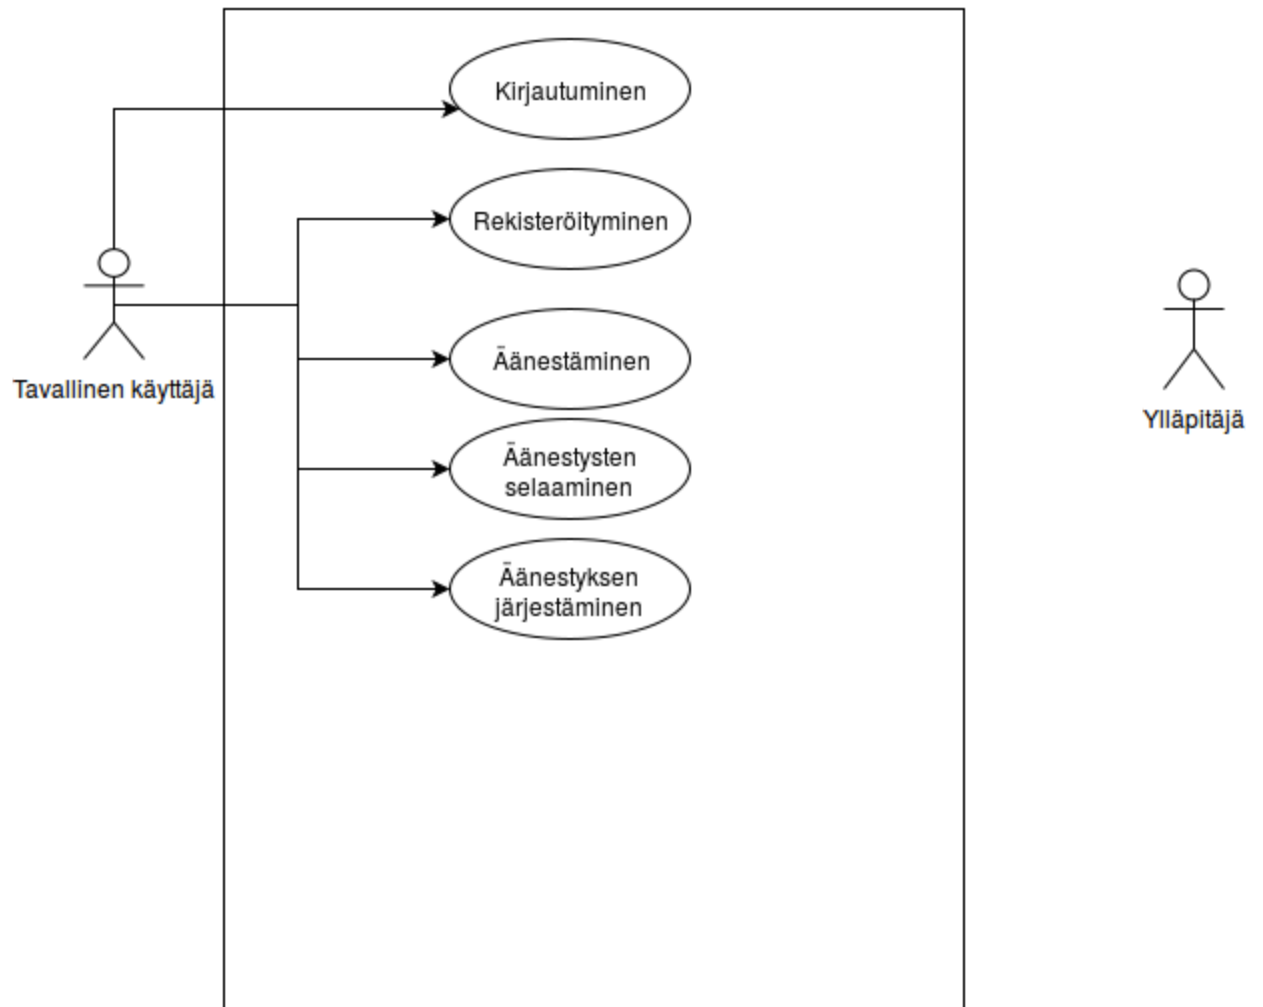 Kirjautuminen
Rekisteröityminen
Äänestäminen
Tavallinen käyttäjä
Ylläpitäjä
Äänestysten
selaaminen
Äänestyksen
järjestäminen